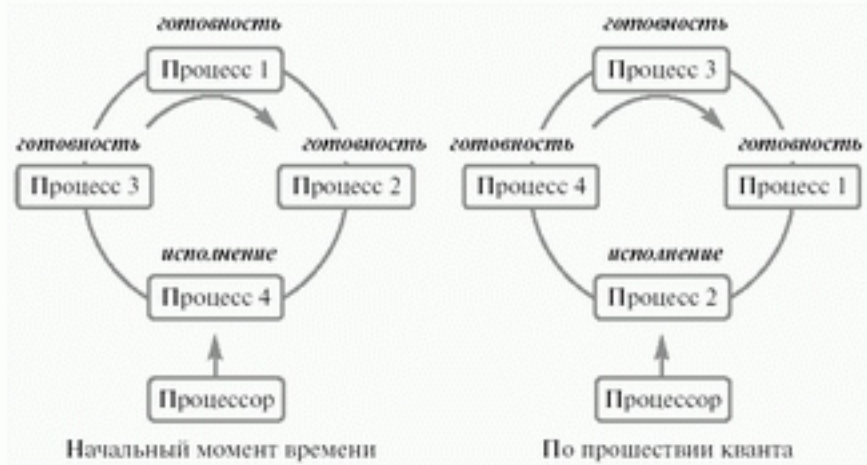 готовность
Процесс 1
готовность
Процесс 3
готовность
Процесс 2
исполнение
Процесс 4
Процессор
Начальный момент времени
готовность
Процесс 3
готовность
Процесс 4
готовность
Процесс 1
исполнение
Процесс 2
Процессор
По прошествии кванта